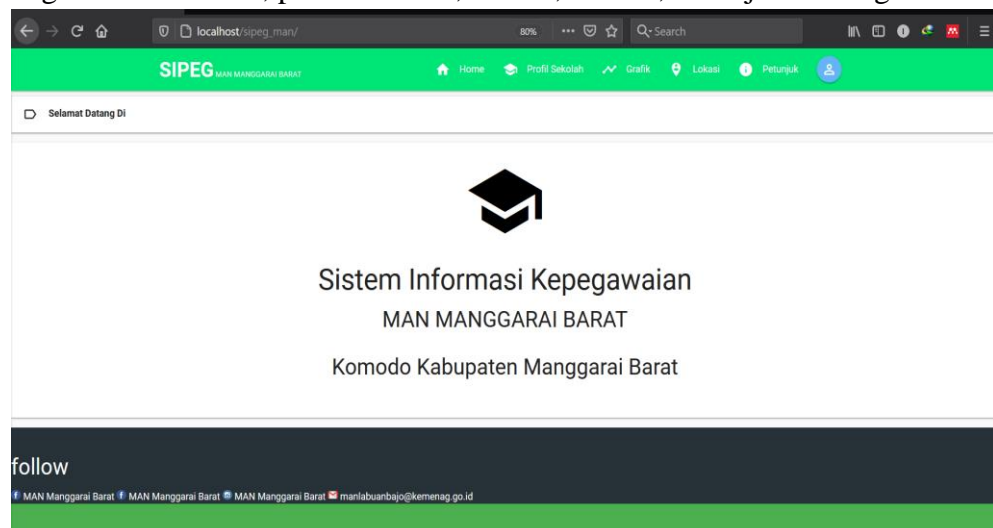 localhost/sipeg_man/ 80% Search
SIPEG MAN MANGGARAI BARAT Home Profil Sekolah Grafik Lokasi Petunjuk
Selamat Datang Di
Sistem Informasi Kepegawaian
MAN MANGGARAI BARAT
Komodo Kabupaten Manggarai Barat
follow
MAN Manggarai Barat MAN Manggarai Barat MAN Manggarai Barat manlabuanbajo@kemenag.go.id